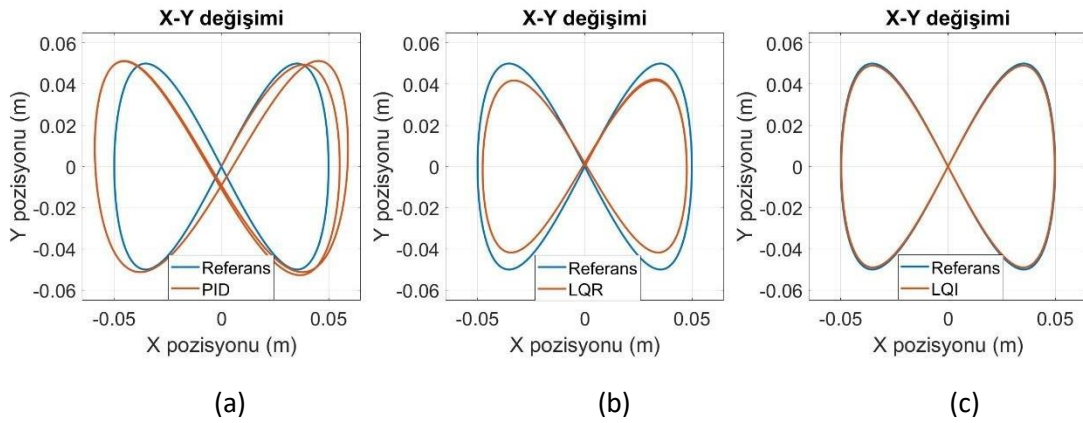 X-Y değişimi
0.06
0.04
0.02
0
-0.02
-0.04
-0.06
Y pozisyonu (m)
Referans
PID
-0.05
0
0.05
X pozisyonu (m)
(a)
X-Y değişimi
0.06
0.04
0.02
0
-0.02
-0.04
-0.06
Y pozisyonu (m)
Referans
LQR
-0.05
0
0.05
X pozisyonu (m)
(b)
X-Y değişimi
0.06
0.04
0.02
0
-0.02
-0.04
-0.06
Y pozisyonu (m)
Referans
LQI
-0.05
0
0.05
X pozisyonu (m)
(c)